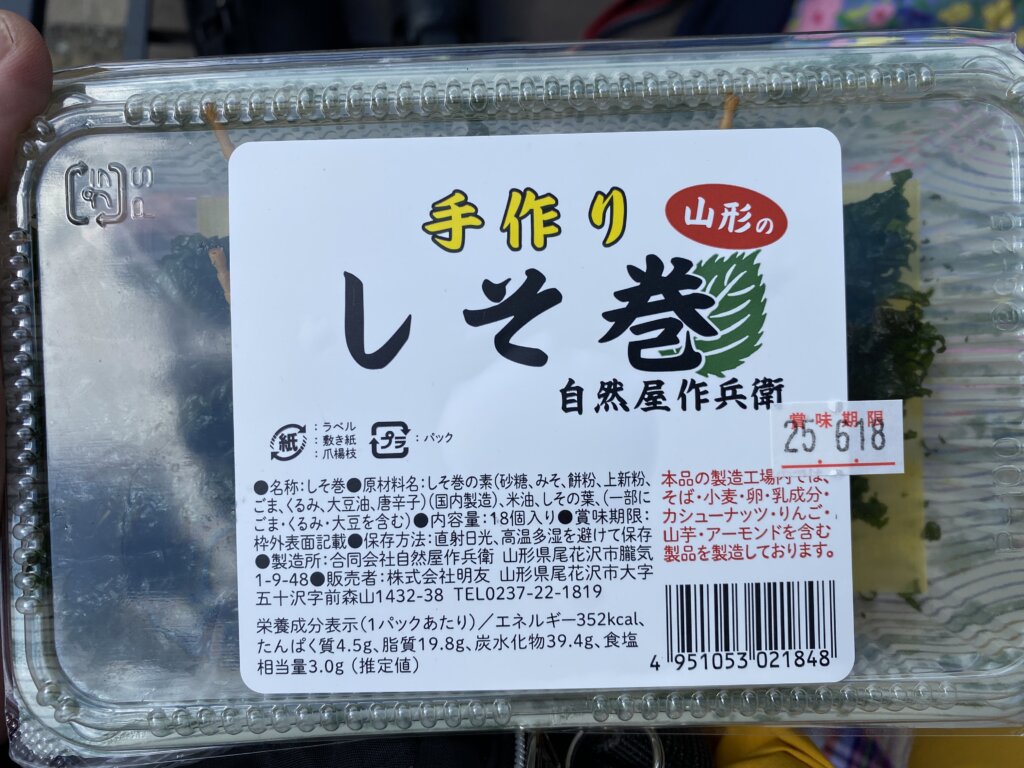 手作り
山形の
しそ巻
自然屋作兵衛
賞味期限
25.6.18
紙
:ラベル
:敷き紙
:爪楊枝
プラ
:パック
●名称:しそ巻●原材料名:しそ巻の素(砂糖、みそ、餅粉、上新粉、
ごま、くるみ、大豆油、唐辛子)(国内製造)、米油、しその葉、(一部に
ごま・くるみ・大豆を含む)●内容量:18個入り●賞味期限:
枠外表面記載●保存方法:直射日光、高温多湿を避けて保存
●製造所:合同会社自然屋作兵衛 山形県尾花沢市朧気
1-9-48●販売者:株式会社明友 山形県尾花沢市大字
五十沢字前森山1432-38 TEL0237-22-1819
本品の製造工場内では、
そば・小麦・卵・乳成分・
カシューナッツ・りんご・
山芋・アーモンドを含む
製品を製造しております。
栄養成分表示(1パックあたり)/エネルギー352kcal、
たんぱく質4.5g、脂質19.8g、炭水化物39.4g、食塩
相当量3.0g(推定値)
4 951053 021848